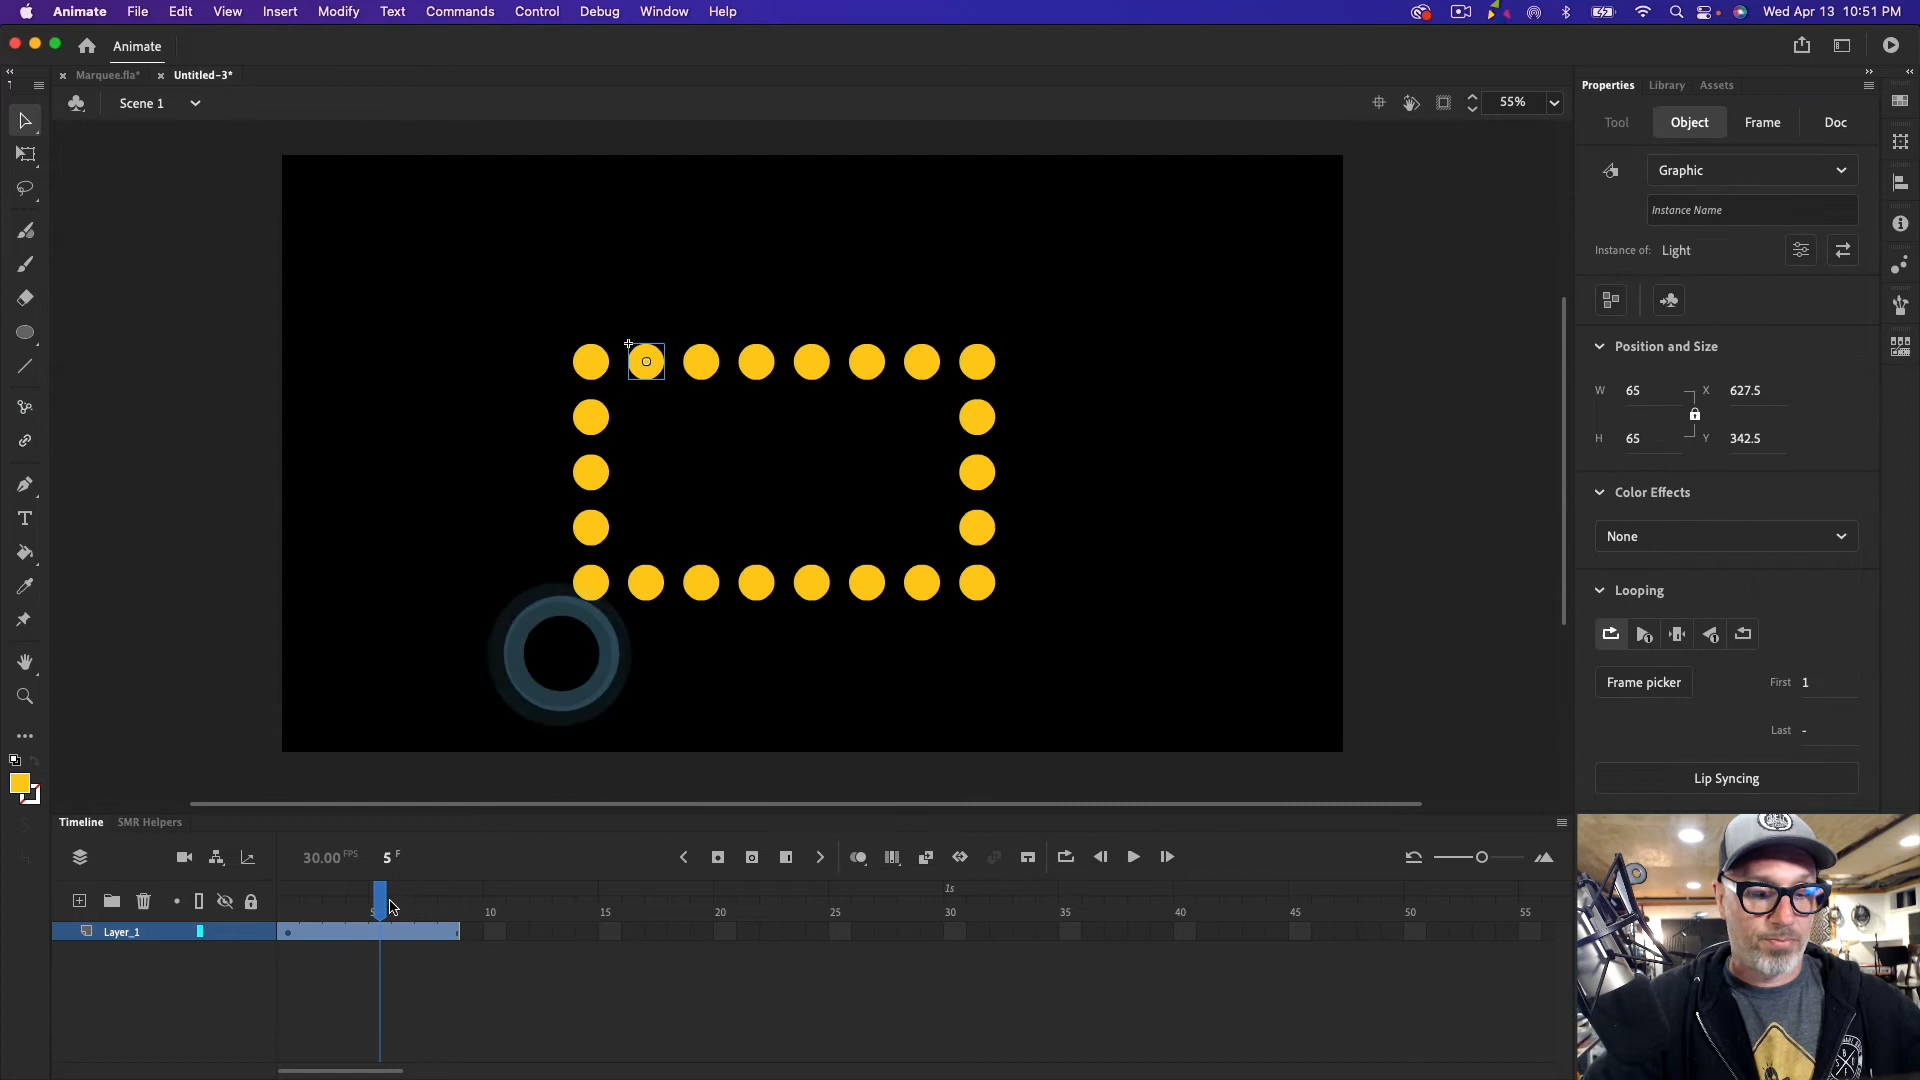 Animate File Edit View Insert Modify Text Commands Control Debug Window Help Wed Apr 13 10:51 PM
Animate
Marquee.fla* Untitled-3*
Scene 1 55%
Properties Library Assets
Tool Object Frame Doc
Graphic
Instance Name
Instance of: Light
Position and Size
W 65 X 627.5
H 65 Y 342.5
Color Effects
None
Looping
Frame picker First 1
Last -
Lip Syncing
Timeline SMR Helpers
30.00 FPS 5 F
1s
5 10 15 20 25 30 35 40 45 50 55
Layer_1